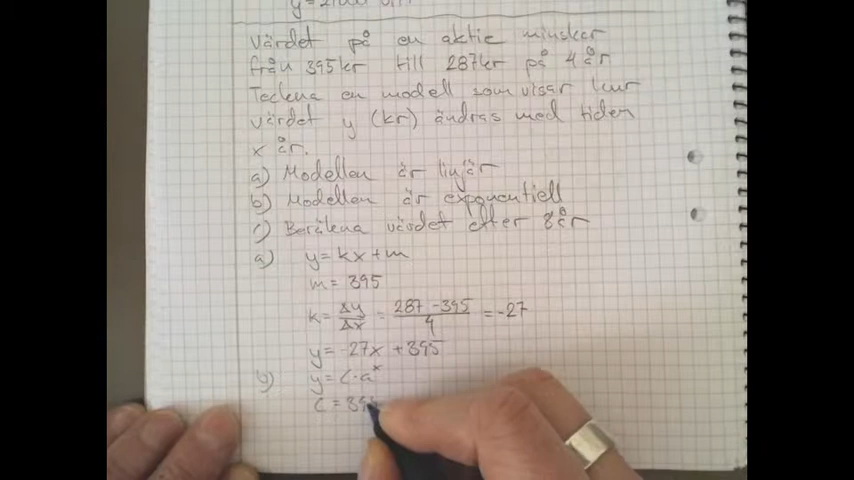 Värdet på en aktie minskar
från 395kr till 287kr på 4 år
Teckna en modell som visar hur
värdet y (kr) ändras med tiden
x år.
a) Modellen är linjär
b) Modellen är exponentiell
c) Beräkna värdet efter 8 år
a) y = kx + m
m = 395
k = Δy/Δx = (287 - 395)/4 = -27
y = -27x + 395
b) y = C · a^x
C = 39